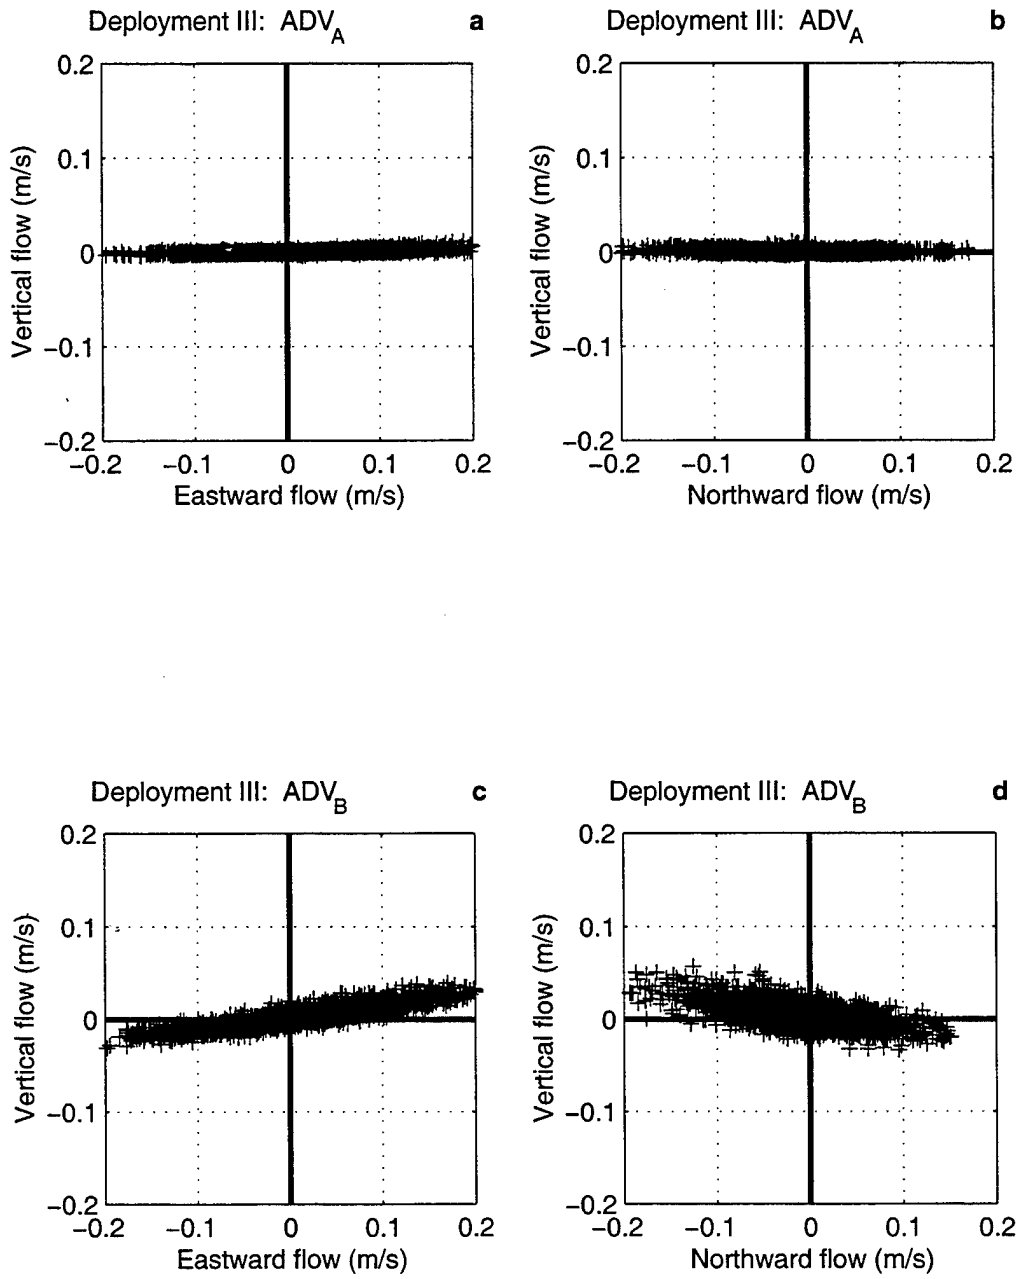 Deployment III: ADV_A a
0.2
0.1
0
−0.1
−0.2
Vertical flow (m/s)
−0.2 −0.1 0 0.1 0.2
Eastward flow (m/s)
Deployment III: ADV_A b
0.2
0.1
0
−0.1
−0.2
Vertical flow (m/s)
−0.2 −0.1 0 0.1 0.2
Northward flow (m/s)
Deployment III: ADV_B c
0.2
0.1
0
−0.1
−0.2
Vertical flow (m/s)
−0.2 −0.1 0 0.1 0.2
Eastward flow (m/s)
Deployment III: ADV_B d
0.2
0.1
0
−0.1
−0.2
Vertical flow (m/s)
−0.2 −0.1 0 0.1 0.2
Northward flow (m/s)